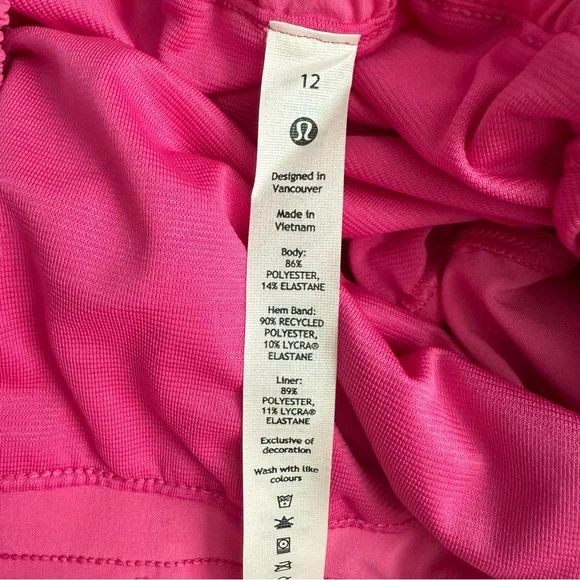 12
Designed in
Vancouver
Made in
Vietnam
Body:
86%
POLYESTER,
14% ELASTANE
Hem Band:
90% RECYCLED
POLYESTER,
10% LYCRA®
ELASTANE
Liner:
89%
POLYESTER,
11% LYCRA®
ELASTANE
Exclusive of
decoration
Wash with like
colours